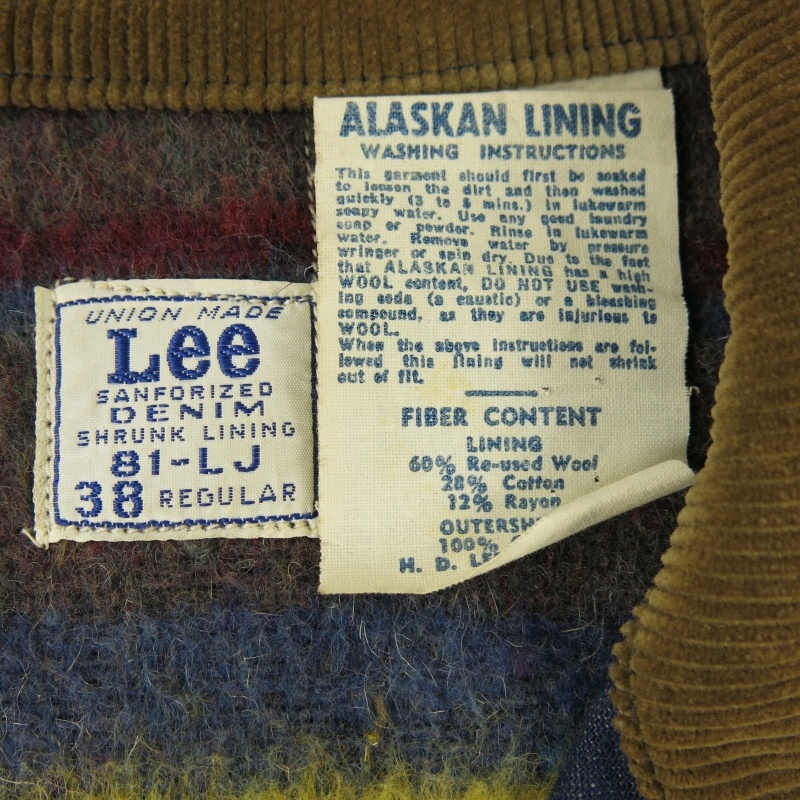 UNION MADE
Lee
SANFORIZED
DENIM
SHRUNK LINING
81-LJ
38 REGULAR
ALASKAN LINING
WASHING INSTRUCTIONS
This garment should first be soaked
to loosen the dirt and then washed
quickly (3 to 5 mins.) in lukewarm
soapy water. Use any good laundry
soap or powder. Rinse in lukewarm
water. Remove water by pressure
wringer or spin dry. Due to the fact
that ALASKAN LINING has a high
WOOL content, DO NOT USE wash-
ing soda (a caustic) or a bleaching
compound, as they are injurious to
WOOL.
When the above instructions are fol-
lowed this lining will not shrink
out of fit.
FIBER CONTENT
LINING
60% Re-used Wool
28% Cotton
12% Rayon
100%
H. D.